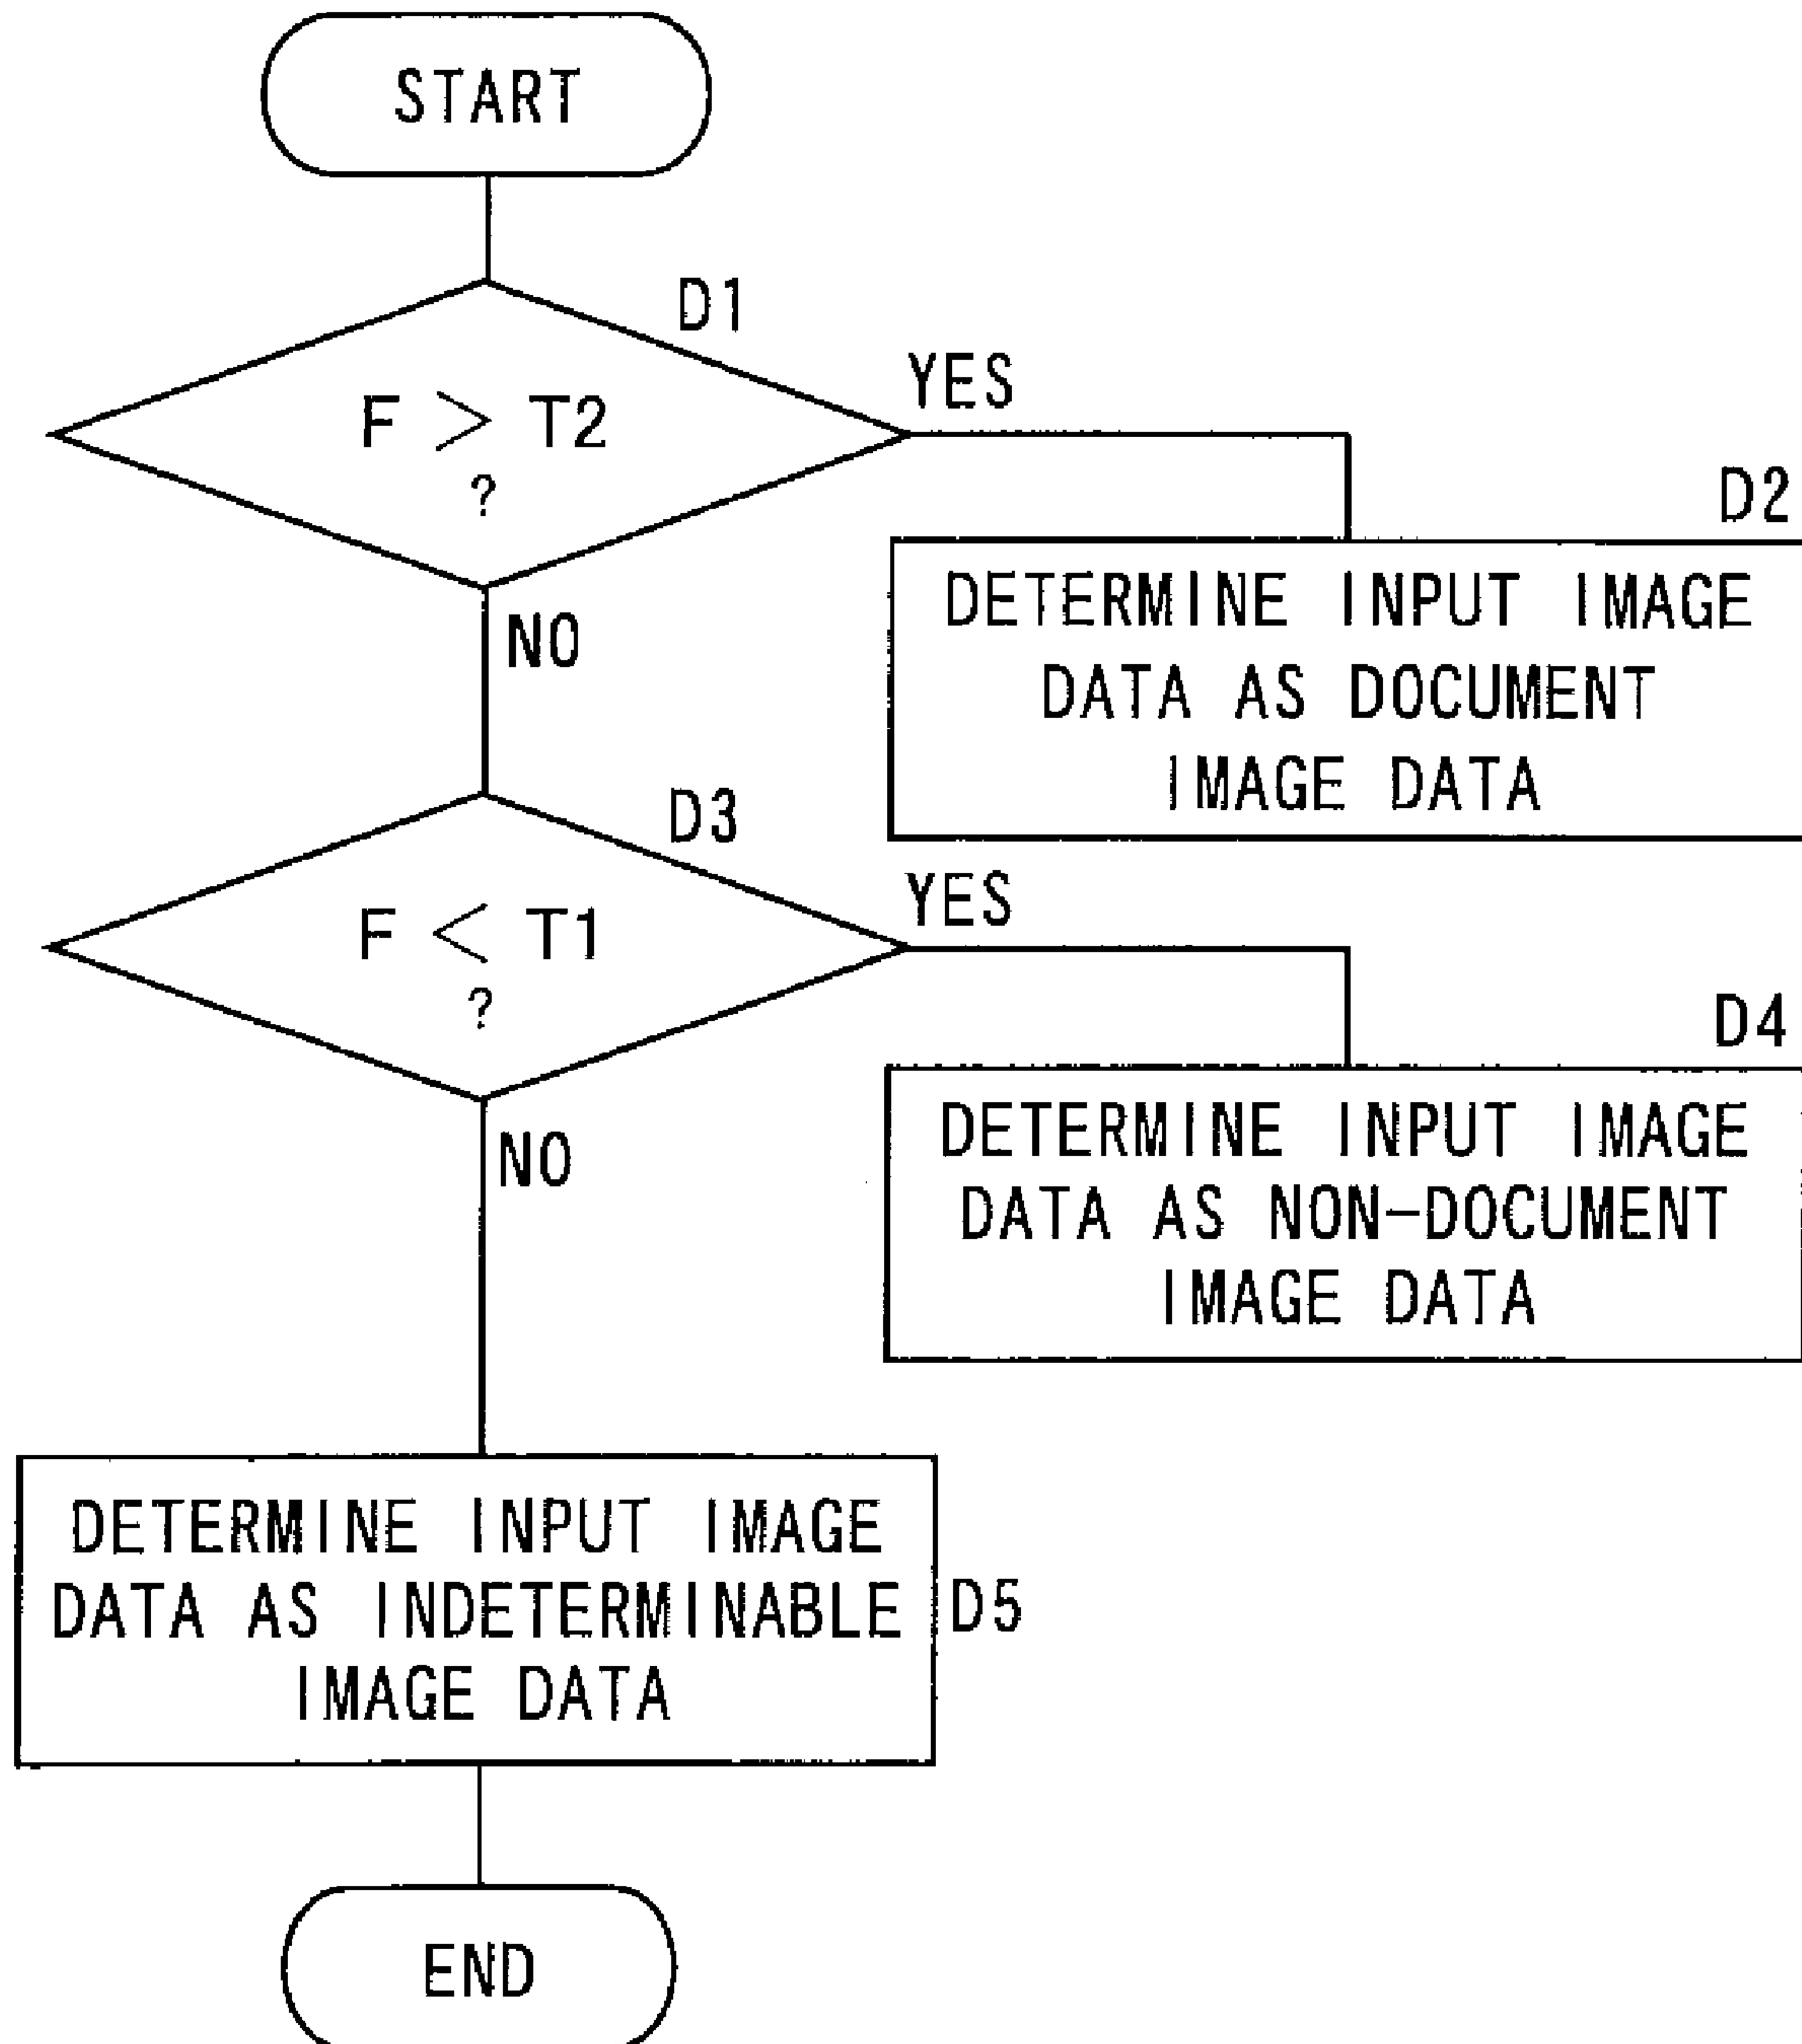 START
D1
F > T2
?
YES
D2
DETERMINE INPUT IMAGE
DATA AS DOCUMENT
IMAGE DATA
NO
D3
F < T1
?
YES
D4
DETERMINE INPUT IMAGE
DATA AS NON-DOCUMENT
IMAGE DATA
NO
DETERMINE INPUT IMAGE
DATA AS INDETERMINABLE
IMAGE DATA
D5
END